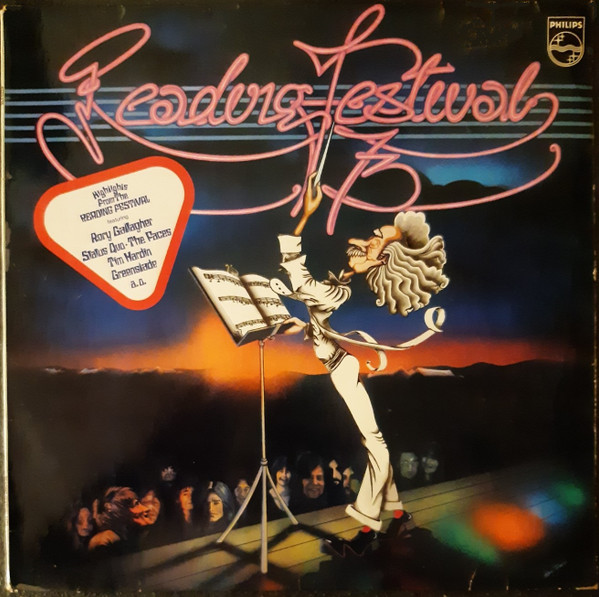 Reading Festival
73
PHILIPS
Highlights
From The
READING FESTIVAL
featuring
Rory Gallagher
Status Quo · The Faces
Tim Hardin
Greenslade
a. o.